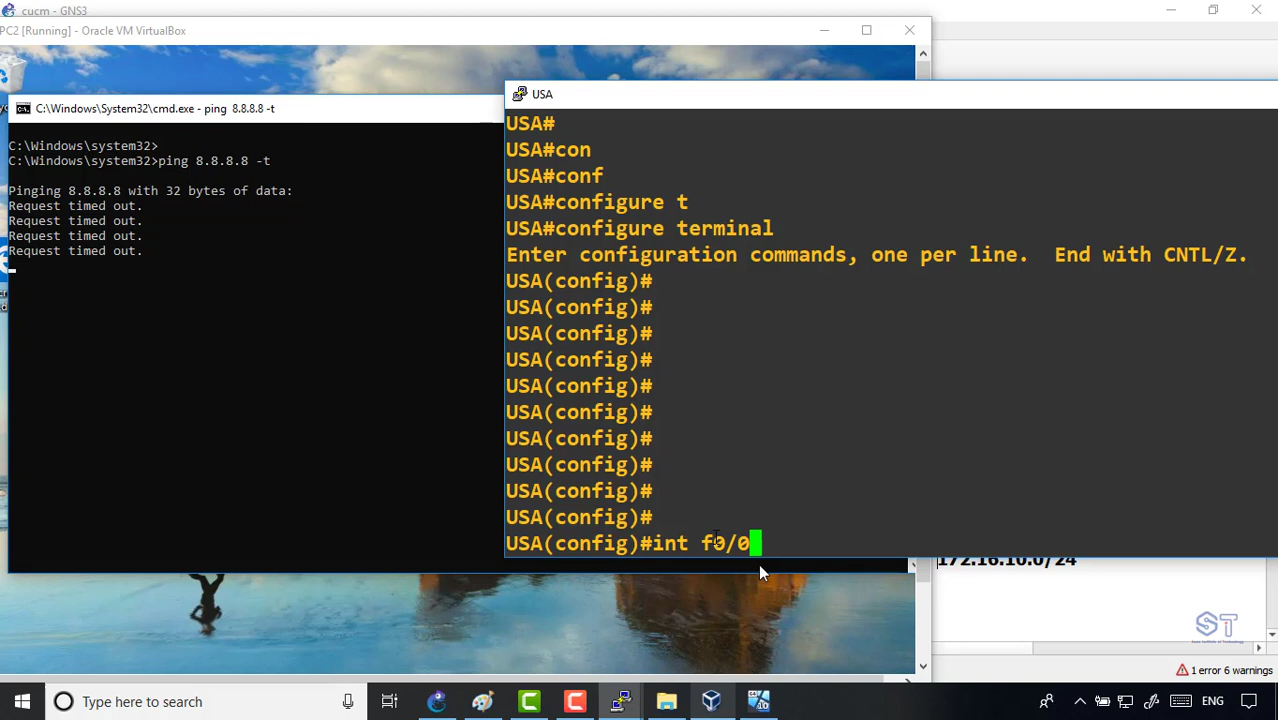 cucm - GNS3
PC2 [Running] - Oracle VM VirtualBox
C:\Windows\System32\cmd.exe - ping 8.8.8.8 -t
C:\Windows\system32>
C:\Windows\system32>ping 8.8.8.8 -t
Pinging 8.8.8.8 with 32 bytes of data:
Request timed out.
Request timed out.
Request timed out.
Request timed out.
USA
USA#
USA#con
USA#conf
USA#configure t
USA#configure terminal
Enter configuration commands, one per line. End with CNTL/Z.
USA(config)#
USA(config)#
USA(config)#
USA(config)#
USA(config)#
USA(config)#
USA(config)#
USA(config)#
USA(config)#
USA(config)#
USA(config)#int f0/0
172.16.10.0/24
ST
1 error 6 warnings
Type here to search
ENG